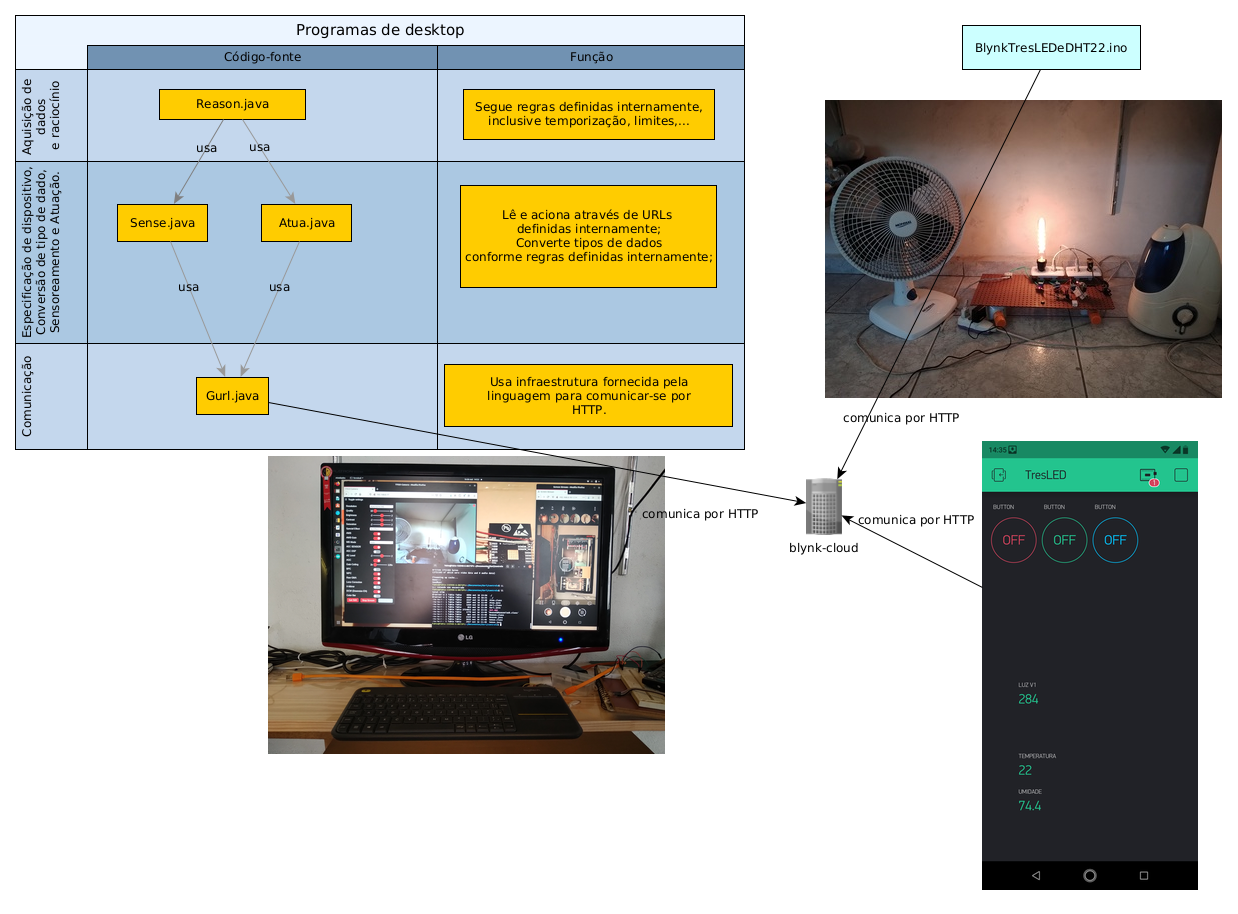 Programas de desktop
Código-fonte
Função
Aquisição de
dados
e raciocínio
Reason.java
Segue regras definidas internamente,
inclusive temporização, limites,...
usa
usa
Especificação de dispositivo,
Conversão de tipo de dado,
Sensoreamento e Atuação.
Sense.java
Atua.java
Lê e aciona através de URLs
definidas internamente;
Converte tipos de dados
conforme regras definidas internamente;
usa
usa
Comunicação
Gurl.java
Usa infraestrutura fornecida pela
linguagem para comunicar-se por
HTTP.
BlynkTresLEDeDHT22.ino
comunica por HTTP
comunica por HTTP
comunica por HTTP
blynk-cloud
LG
14:35
TresLED
1
BUTTON
BUTTON
BUTTON
OFF
OFF
OFF
LUZ V1
284
TEMPERATURA
22
UMIDADE
74.4